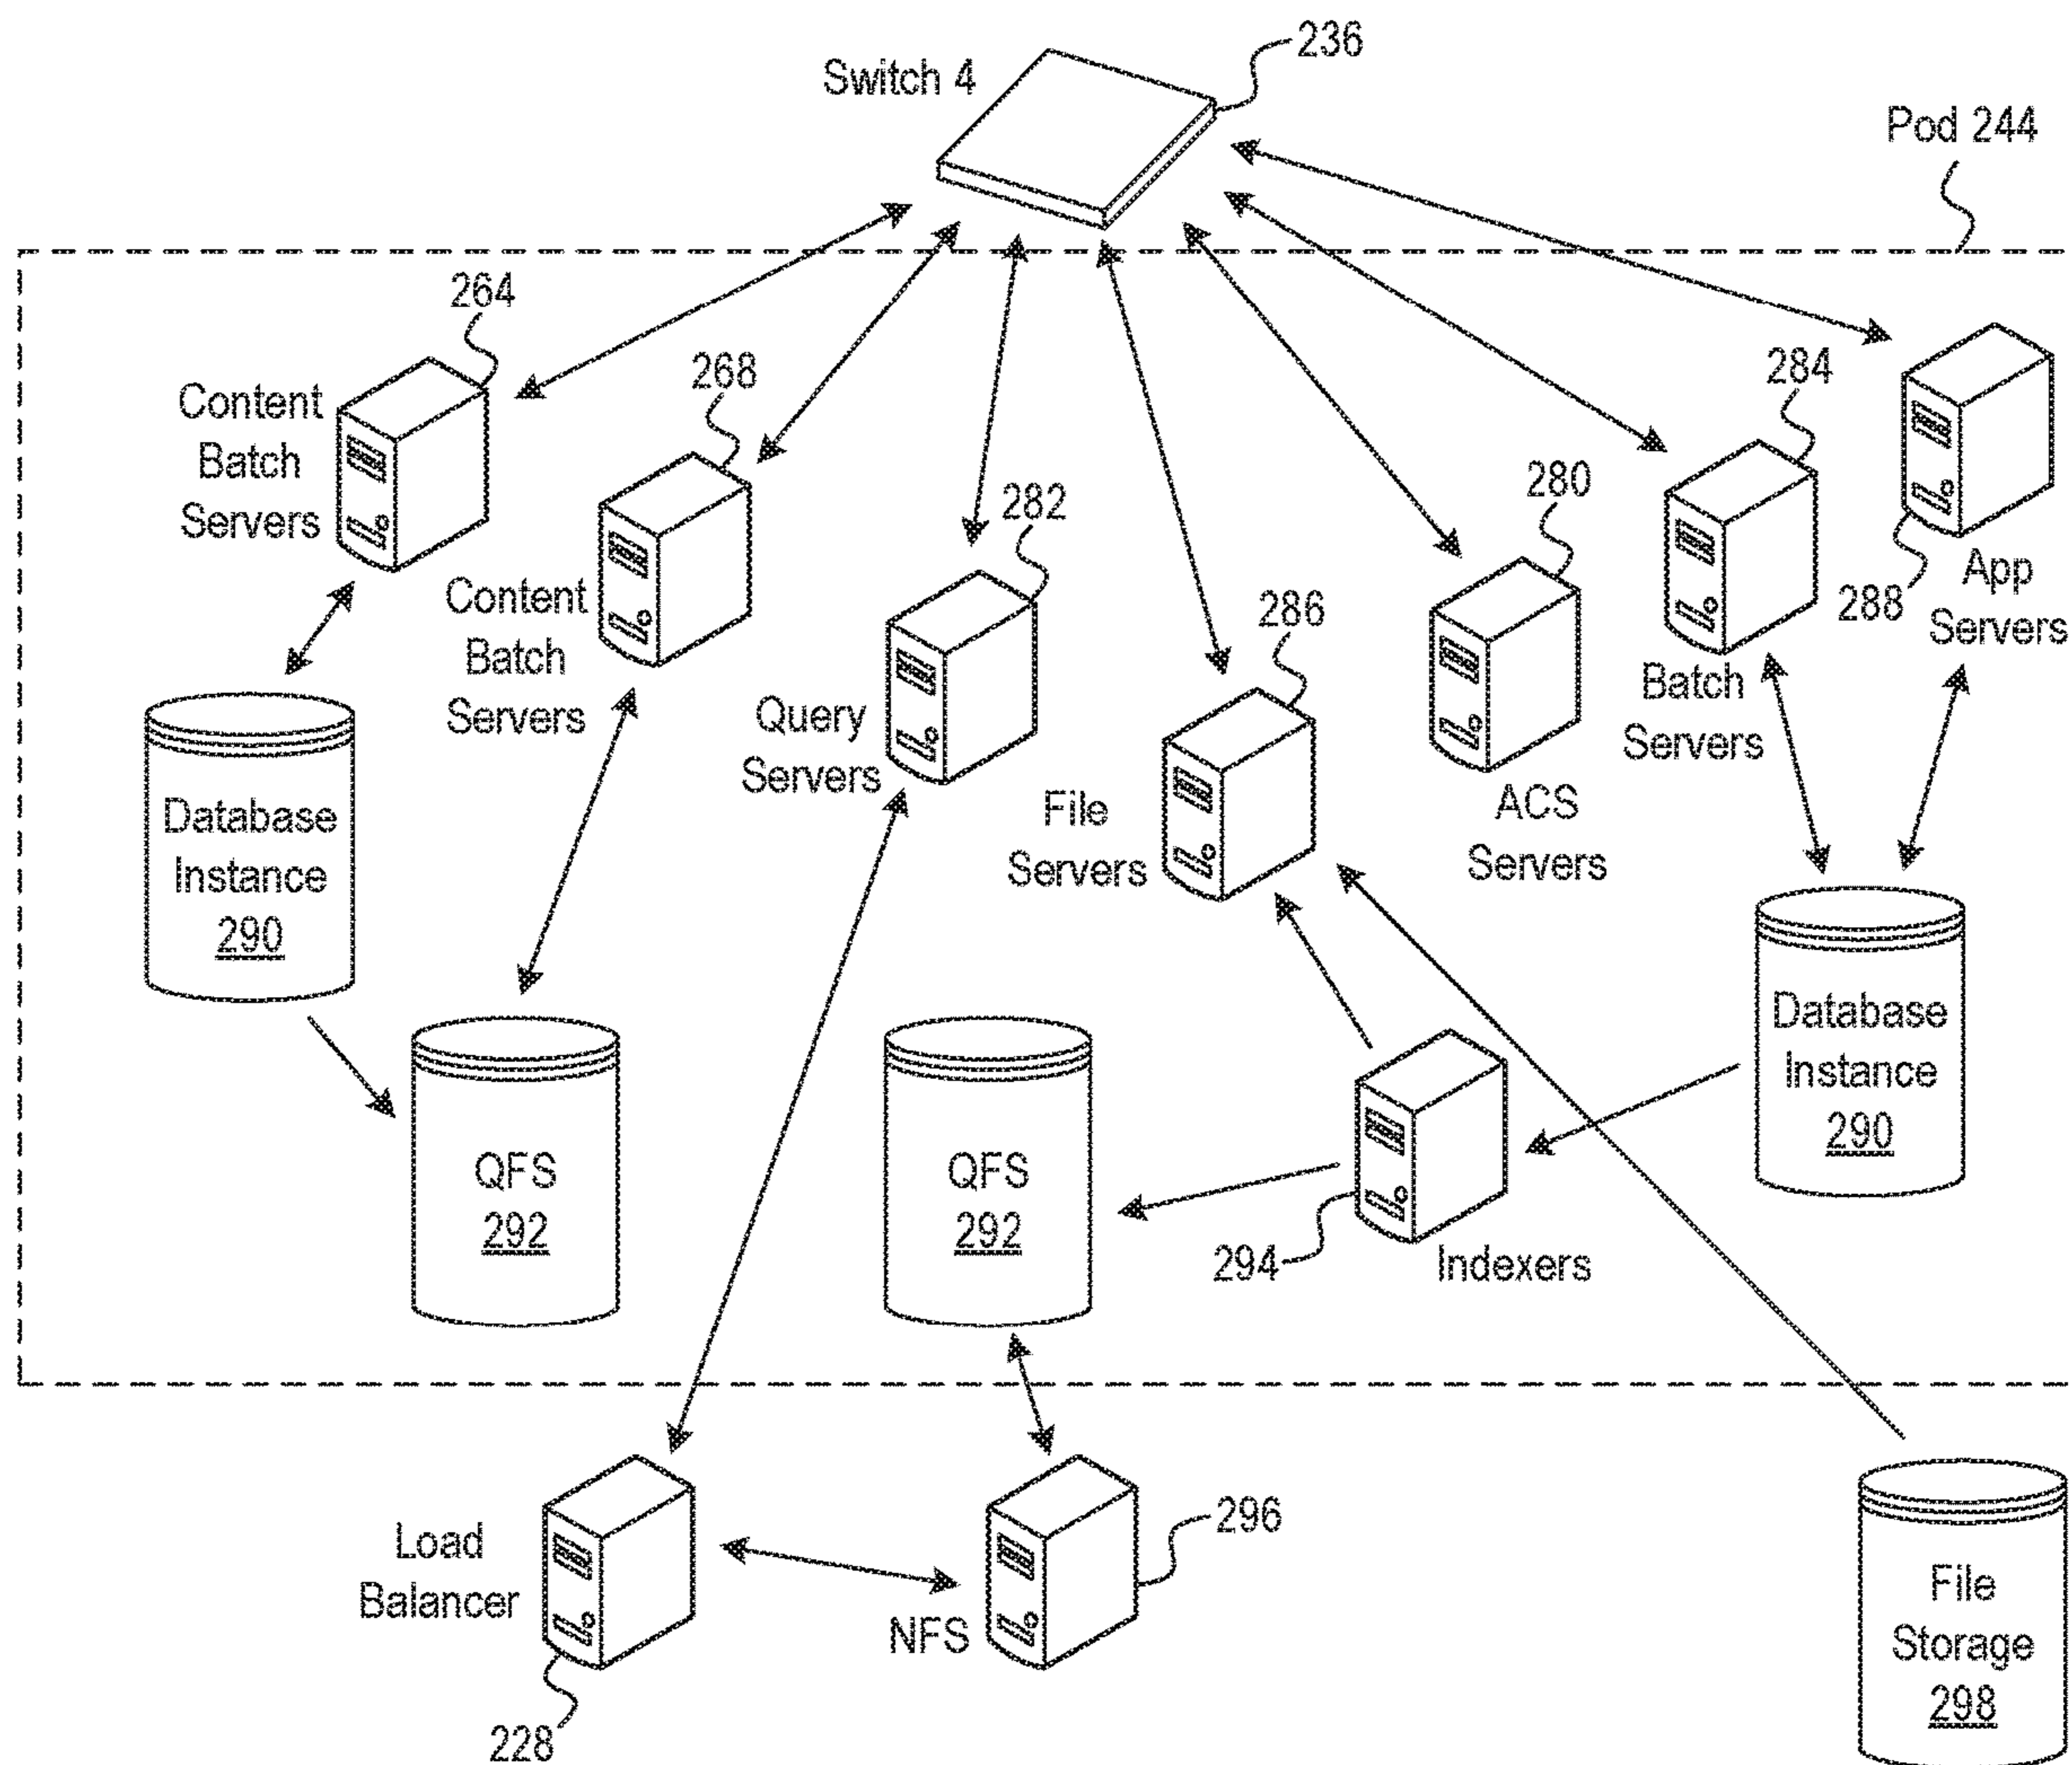 236
Switch 4
Pod 244
264
268
284
Content
Batch
Servers
282
280
288
App
Servers
Content
Batch
Servers
286
Batch
Servers
Query
Servers
File
Servers
ACS
Servers
Database
Instance
290
Database
Instance
290
QFS
292
QFS
292
294
Indexers
Load
Balancer
296
NFS
File
Storage
298
228